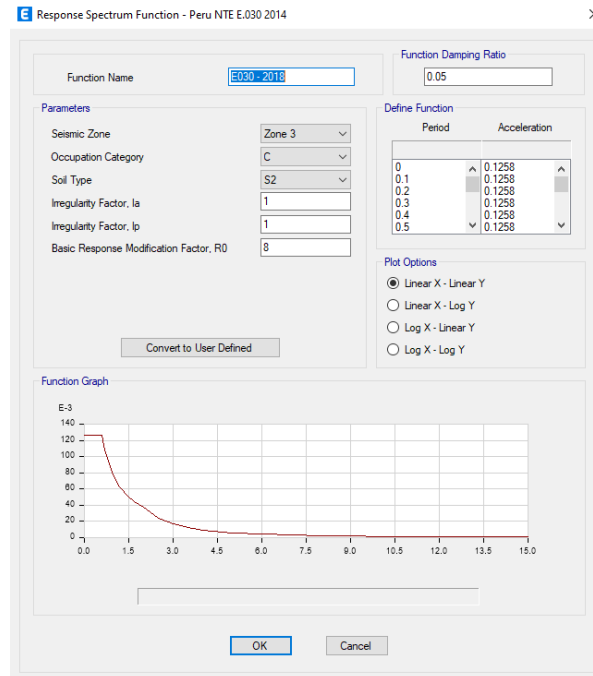 E Response Spectrum Function - Peru NTE E.030 2014
Function Name
E030 - 2018
Function Damping Ratio
0.05
Parameters
Seismic Zone
Zone 3
Occupation Category
C
Soil Type
S2
Irregularity Factor, Ia
1
Irregularity Factor, Ip
1
Basic Response Modification Factor, R0
8
Convert to User Defined
Define Function
Period Acceleration
0 0.1258
0.1 0.1258
0.2 0.1258
0.3 0.1258
0.4 0.1258
0.5 0.1258
Plot Options
Linear X - Linear Y
Linear X - Log Y
Log X - Linear Y
Log X - Log Y
Function Graph
E-3
140
120
100
80
60
40
20
0
0.0 1.5 3.0 4.5 6.0 7.5 9.0 10.5 12.0 13.5 15.0
OK Cancel